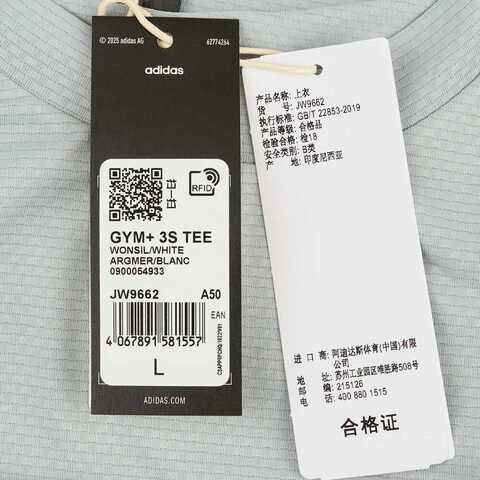 © 2025 adidas AG
62774264
adidas
RFID
GYM+ 3S TEE
WONSIL/WHITE
ARGMER/BLANC
0900054933
JW9662 A50
EAN
4 067891 581557
L
ADIDAS.COM/
产品名称: 上衣
货 号: JW9662
执行标准: GB/T 22853-2019
产品等级: 合格品
检验合格: 检18
安全类别: B类
产 地: 印度尼西亚
进 口 商: 阿迪达斯体育(中国)有限
公司
地 址: 苏州工业园区唯胜路508号
邮 编: 215126
电 话: 400 880 1515
合格证